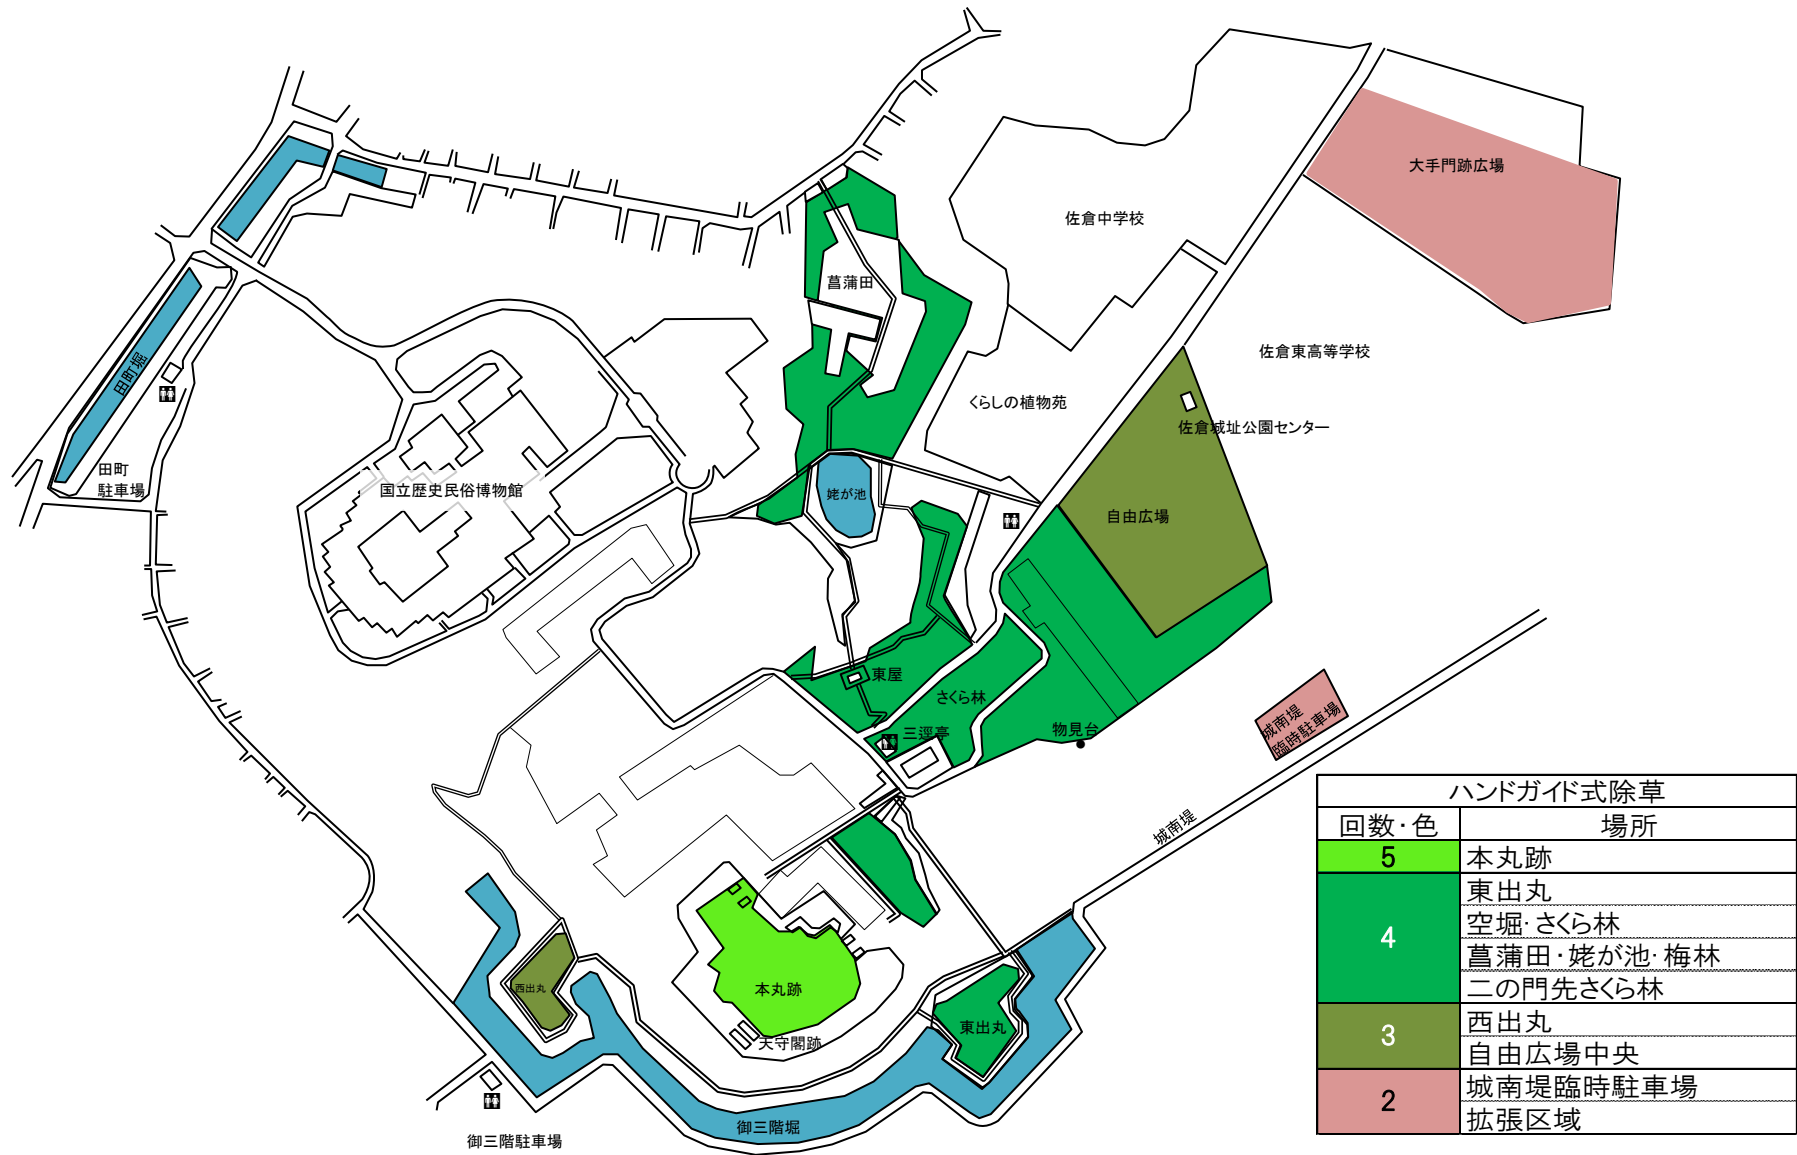 大手門跡広場
佐倉中学校
菖蒲田
佐倉東高等学校
田町堀
くらしの植物苑
佐倉城址公園センター
田町
駐車場
国立歴史民俗博物館
姥が池
自由広場
東屋
さくら林
三逕亭
物見台
城南堤
臨時駐車場
城南堤
本丸跡
西出丸
東出丸
天守閣跡
御三階堀
御三階駐車場
ハンドガイド式除草
回数・色 場所
5 本丸跡
4 東出丸
空堀・さくら林
菖蒲田・姥が池・梅林
二の門先さくら林
3 西出丸
自由広場中央
2 城南堤臨時駐車場
拡張区域